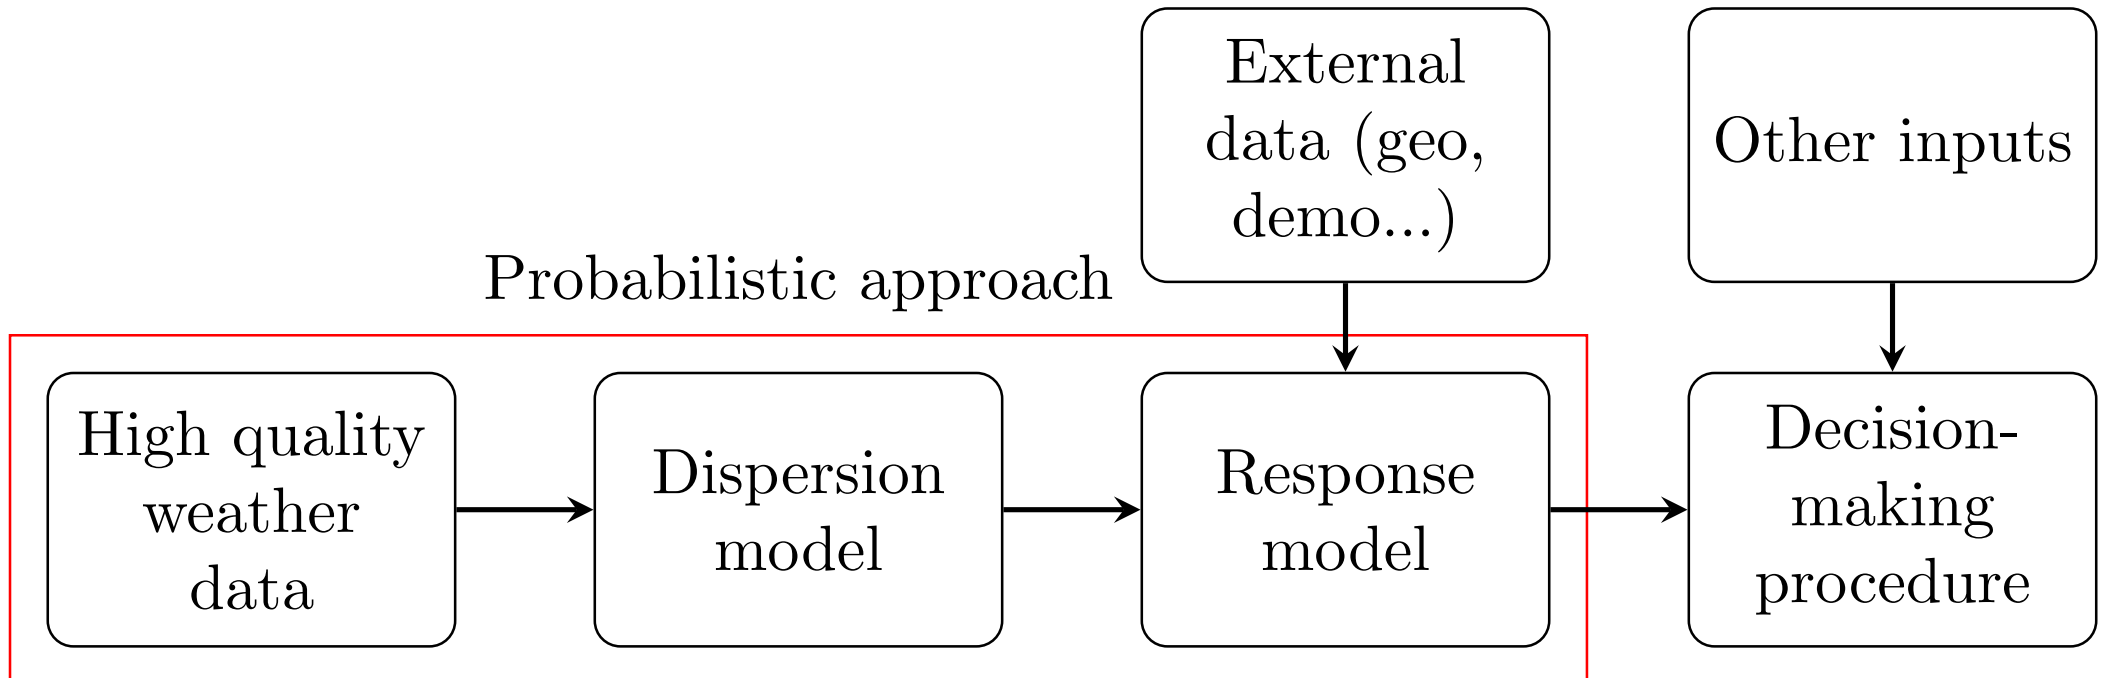 External
data (geo,
demo...)
Other inputs
Probabilistic approach
High quality
weather
data
Dispersion
model
Response
model
Decision-
making
procedure